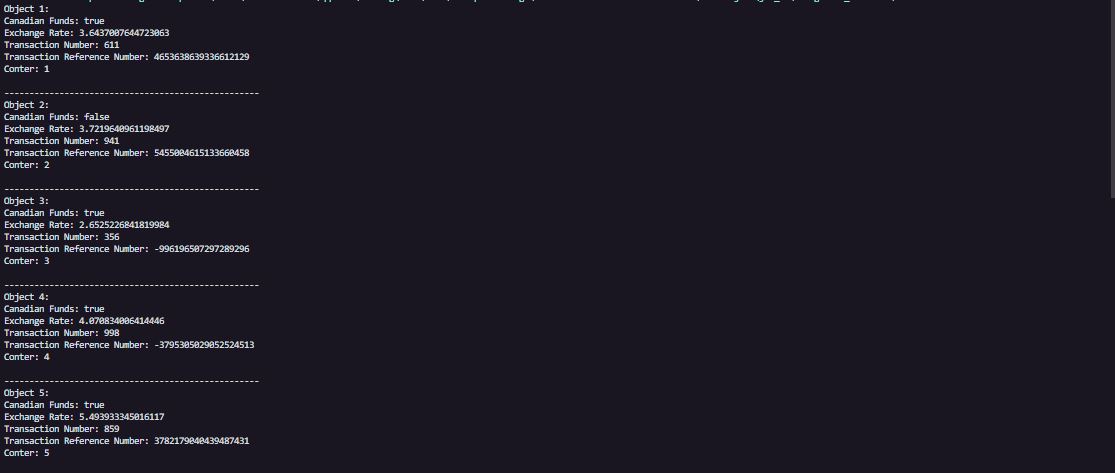 Object 1:
Canadian Funds: true
Exchange Rate: 3.6437007644723063
Transaction Number: 611
Transaction Reference Number: 4653638639336612129
Conter: 1
---------------------------------------------------
Object 2:
Canadian Funds: false
Exchange Rate: 3.7219640961198497
Transaction Number: 941
Transaction Reference Number: 5455004615133660458
Conter: 2
---------------------------------------------------
Object 3:
Canadian Funds: true
Exchange Rate: 2.6525226841819984
Transaction Number: 356
Transaction Reference Number: -996196507297289296
Conter: 3
---------------------------------------------------
Object 4:
Canadian Funds: true
Exchange Rate: 4.070834006414446
Transaction Number: 998
Transaction Reference Number: -3795305029052524513
Conter: 4
---------------------------------------------------
Object 5:
Canadian Funds: true
Exchange Rate: 5.493933345016117
Transaction Number: 859
Transaction Reference Number: 3782179040439487431
Conter: 5